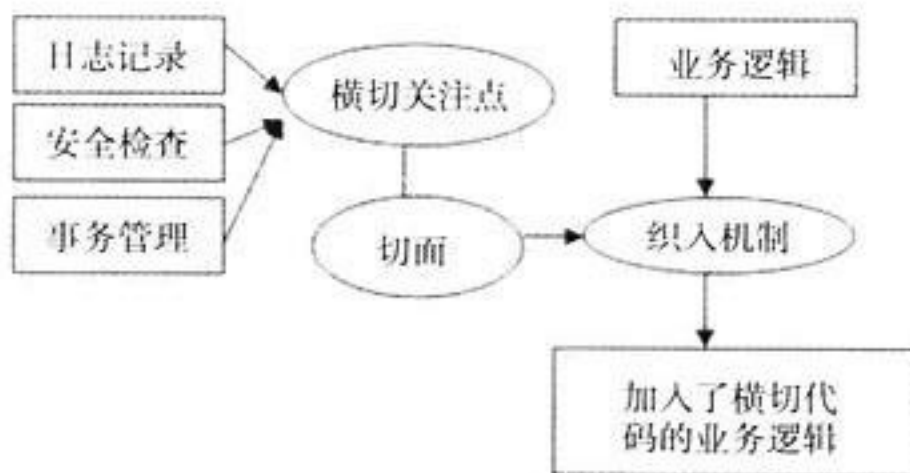 日志记录
安全检查
事务管理
横切关注点
切面
业务逻辑
织入机制
加入了横切代
码的业务逻辑